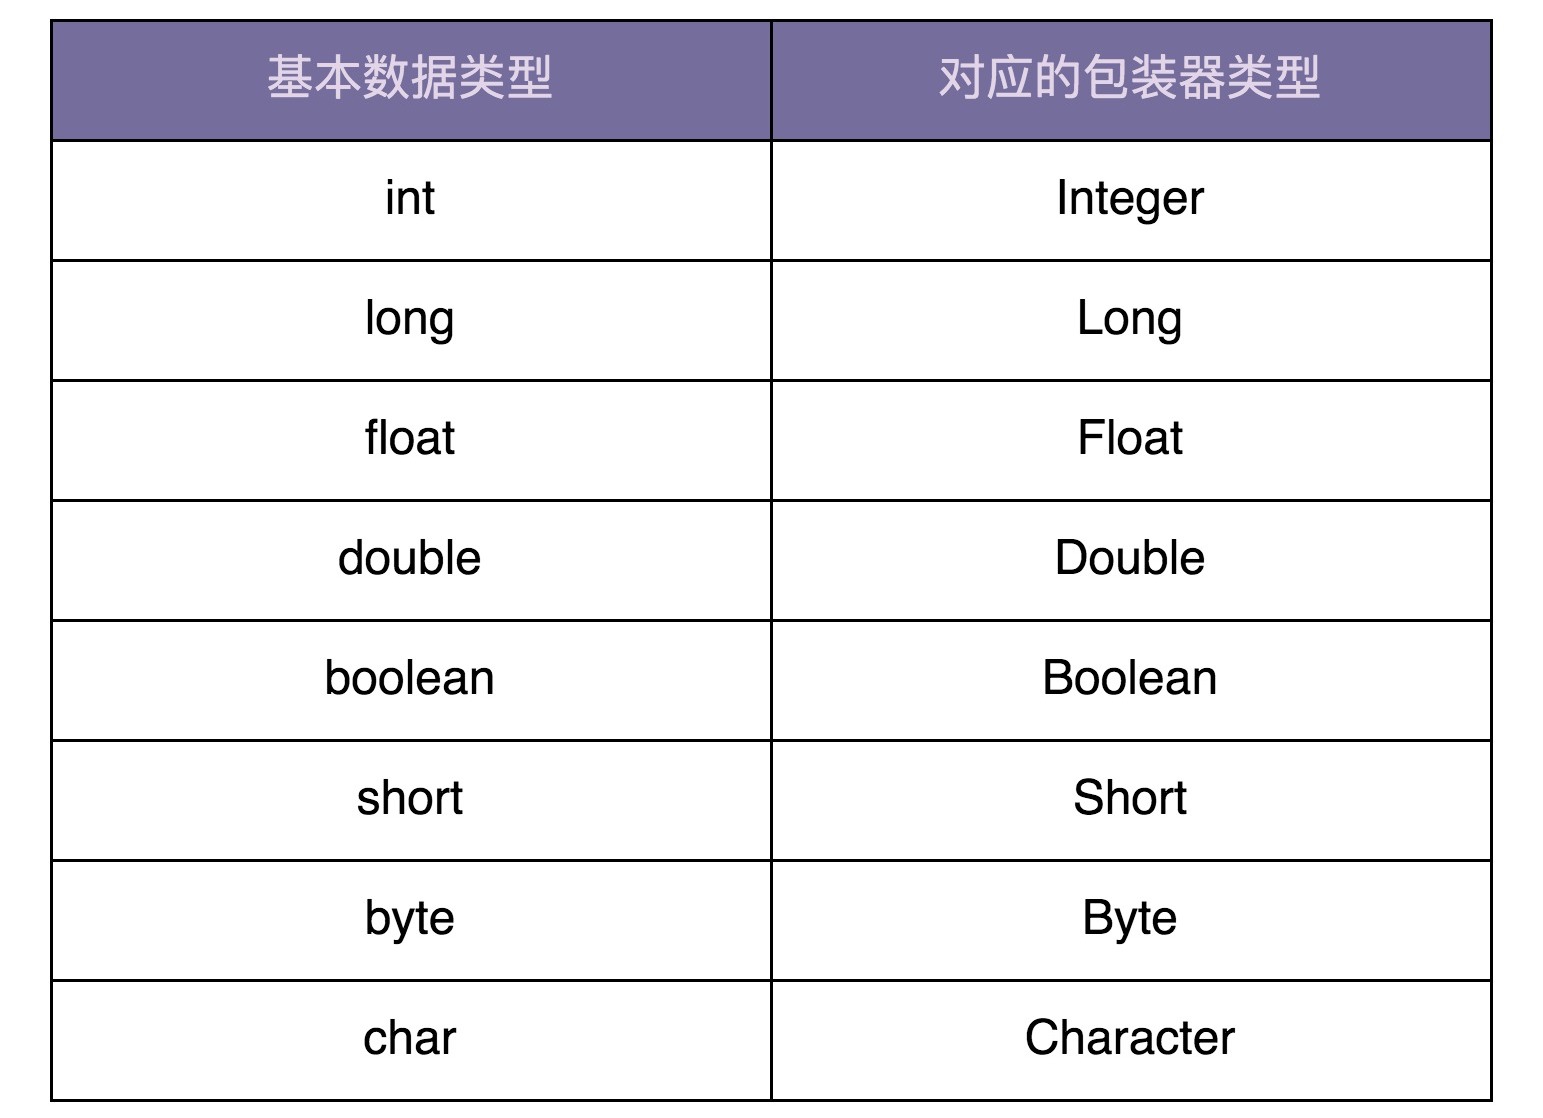 基本数据类型 对应的包装器类型
int Integer
long Long
float Float
double Double
boolean Boolean
short Short
byte Byte
char Character